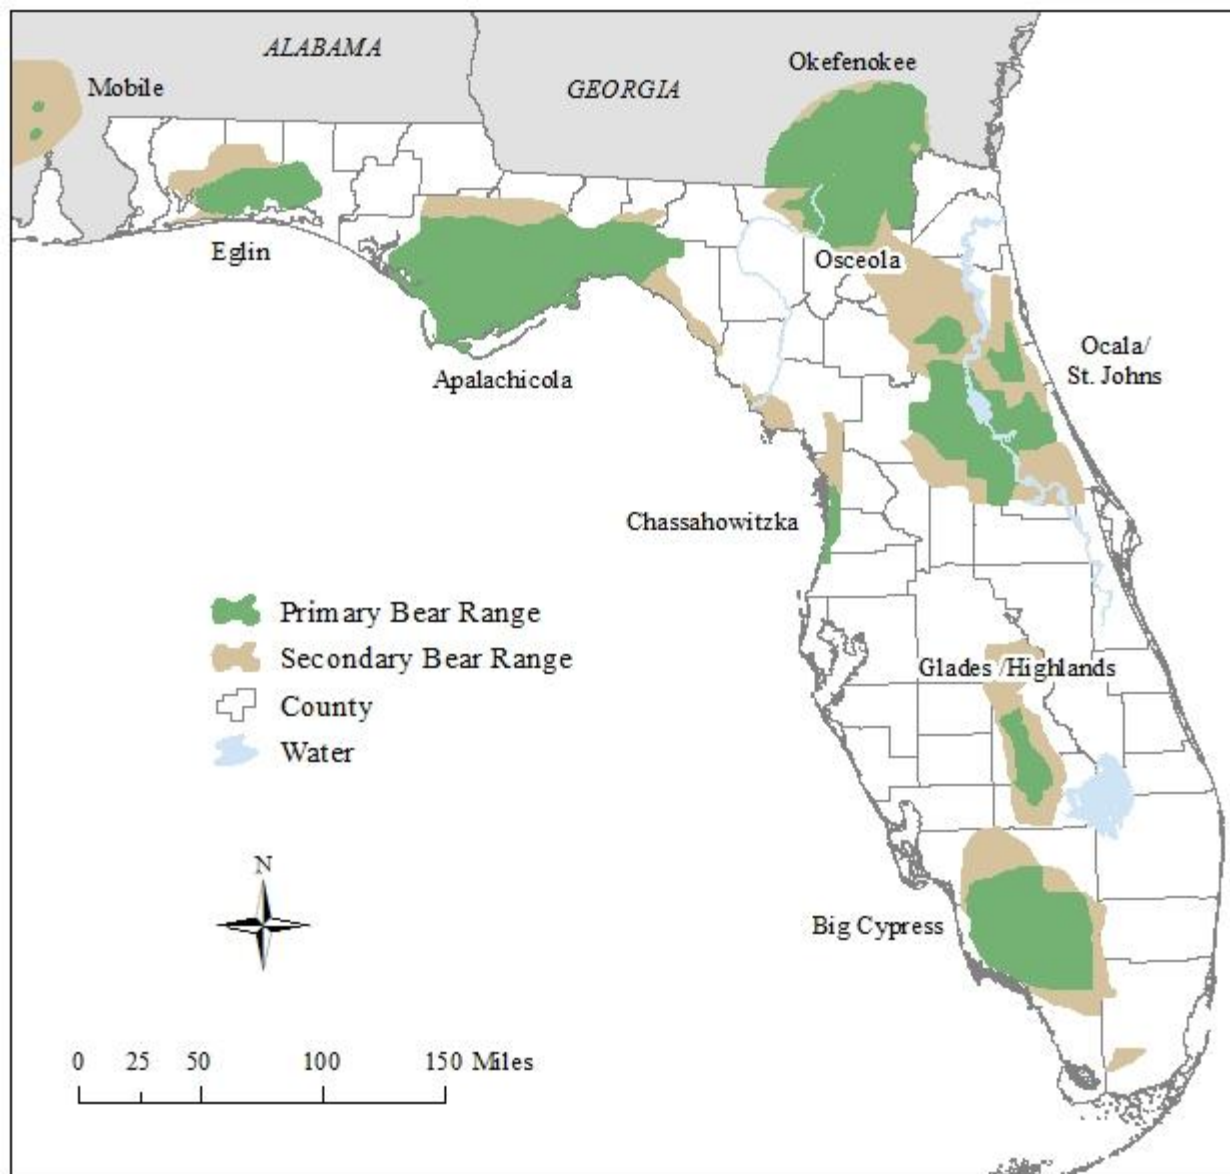 ALABAMA
Okefenokee
Mobile
GEORGIA
Eglin
Osceola
Apalachicola
Ocala/
St. Johns
Chassahowitzka
Primary Bear Range
Secondary Bear Range
County
Water
Glades /Highlands
N
Big Cypress
0 25 50 100 150 Miles